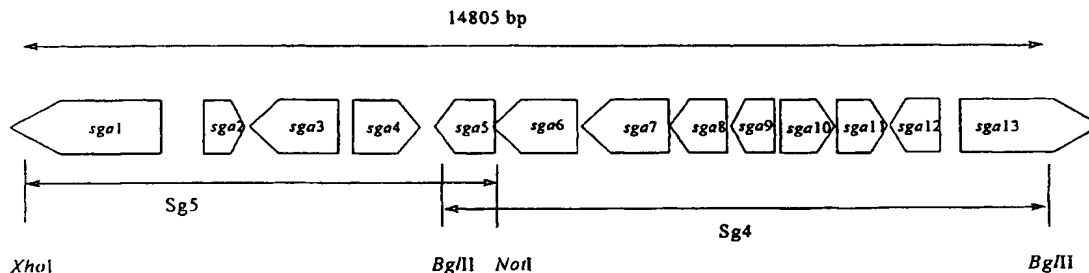 14805 bp
sga1 sga2 sga3 sga4 sga5 sga6 sga7 sga8 sga9 sga10 sga11 sga12 sga13
Sg5
Sg4
XhoI BglII NotI BglII